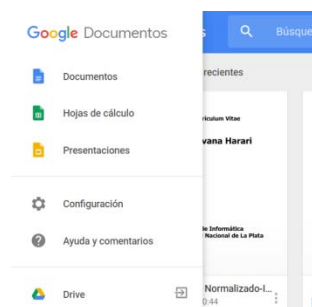 Google Documentos
Búsque
Documentos
recientes
Hojas de cálculo
riculum Vitae
vana Harari
Presentaciones
Configuración
Ayuda y comentarios
de Informática
Nacional de La Plata
Drive
Normalizado-I...
0:44